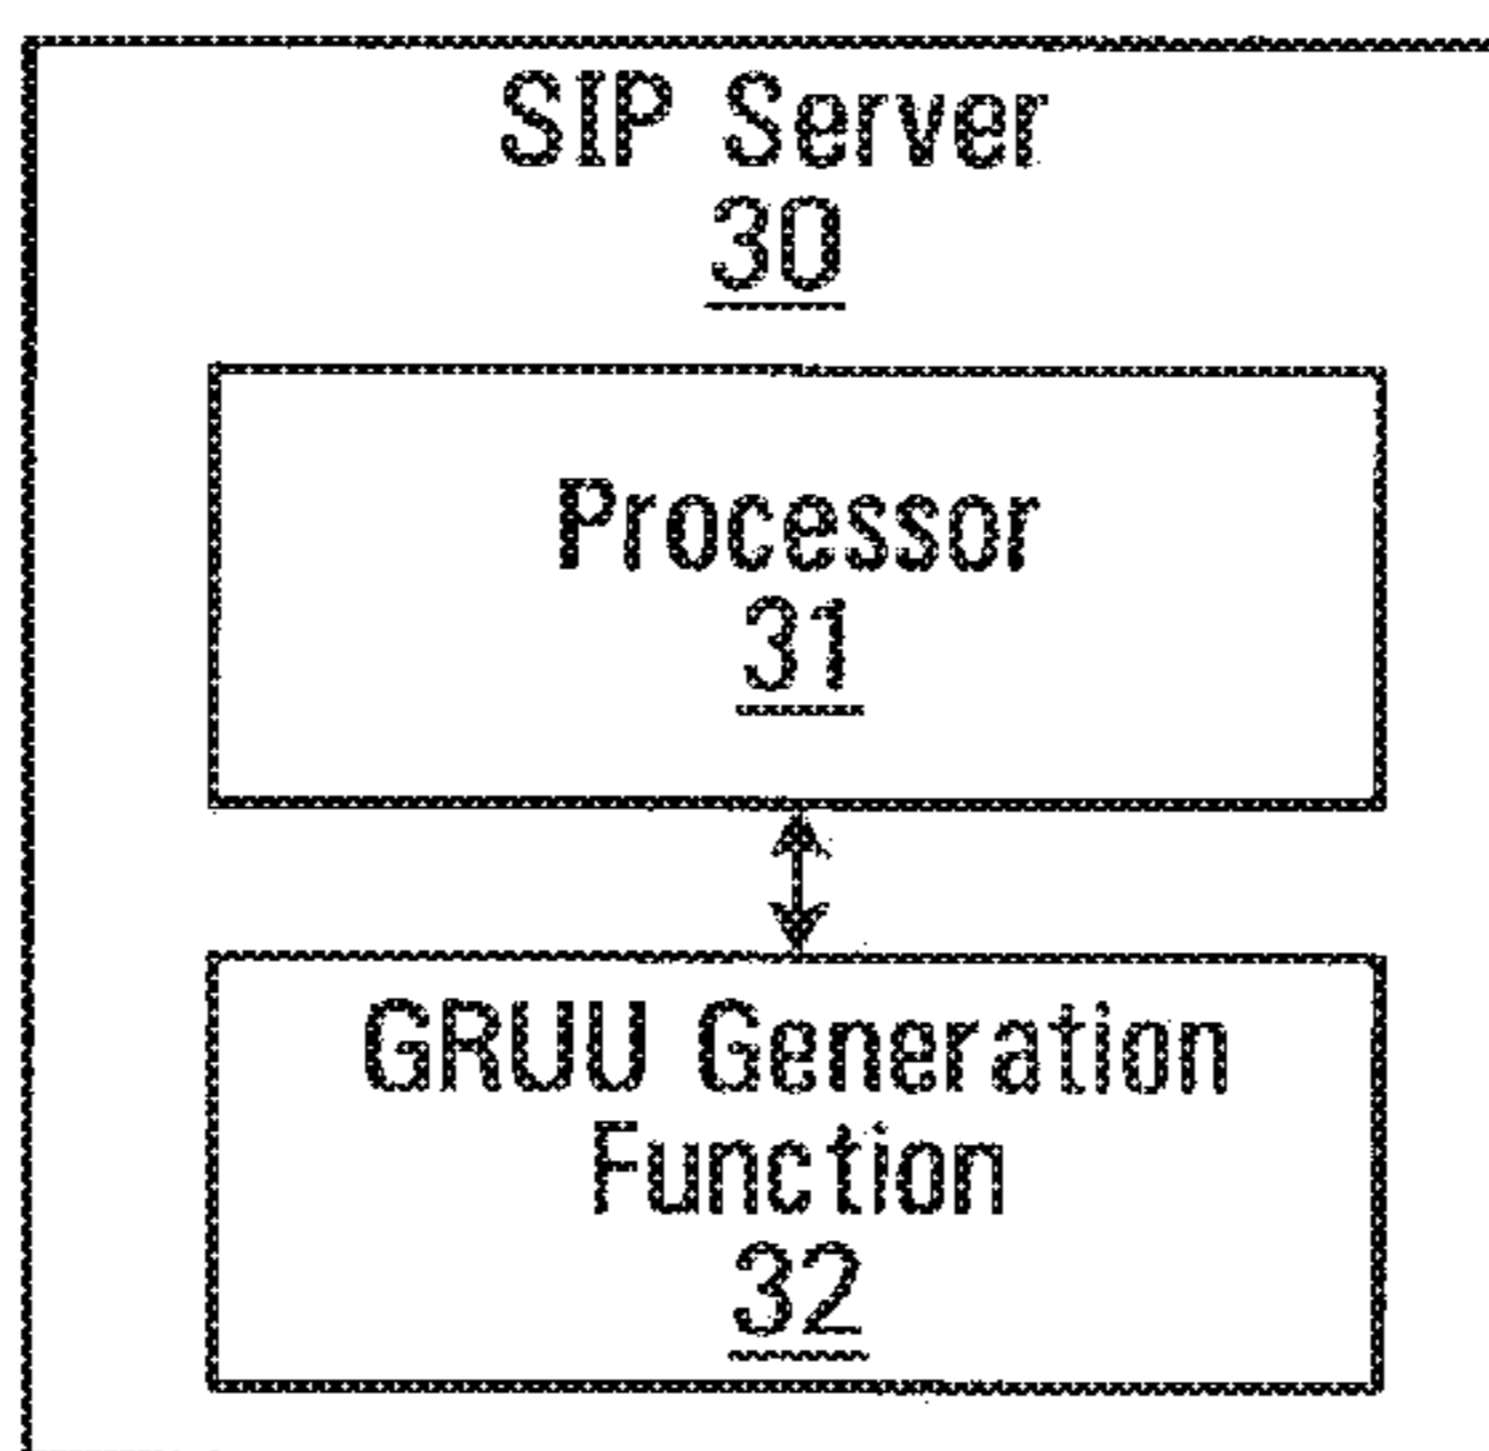 SIP Server
30
Processor
31
GRUU Generation
Function
32